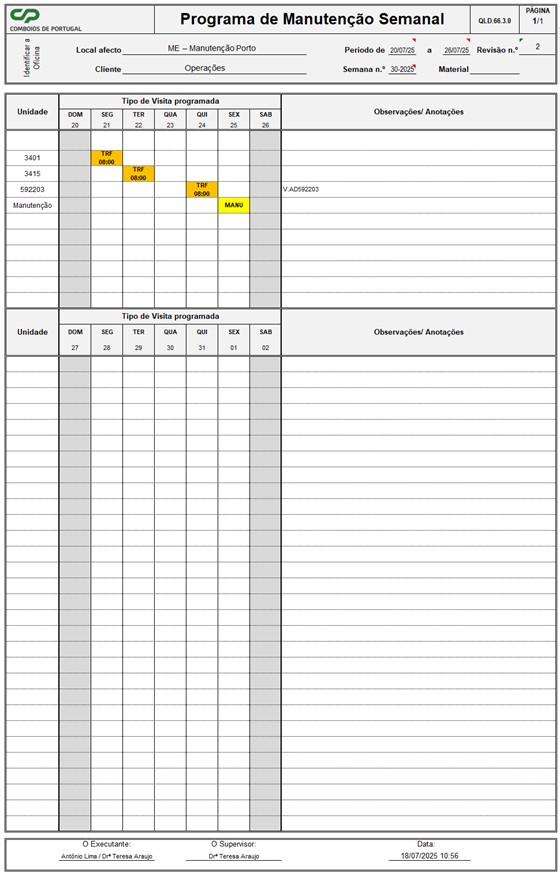 CP
COMBOIOS DE PORTUGAL
Programa de Manutenção Semanal
QLD.66.3.0
PÁGINA
1/1
Identificar a Oficina
Local afecto ME – Manutenção Porto Periodo de 20/07/25 a 26/07/25 Revisão n.º 2
Cliente Operações Semana n.º 30-2025 Material
Unidade Tipo de Visita programada Observações/ Anotações
DOM SEG TER QUA QUI SEX SAB
20 21 22 23 24 25 26
3401 TRF 08:00
3415 TRF 08:00
592203 TRF 08:00 V.AD592203
Manutenção MANU
Unidade Tipo de Visita programada Observações/ Anotações
DOM SEG TER QUA QUI SEX SAB
27 28 29 30 31 01 02
O Executante: O Supervisor: Data:
António Lima / Drª Teresa Araujo Drª Teresa Araujo 18/07/2025 10:56